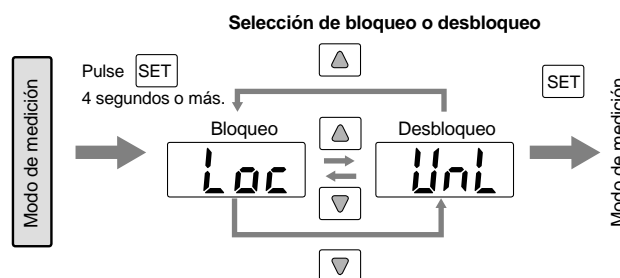 Selección de bloqueo o desbloqueo
Modo de medición
Pulse SET
4 segundos o más.
Bloqueo
Loc
Desbloqueo
UnL
SET
Modo de medición